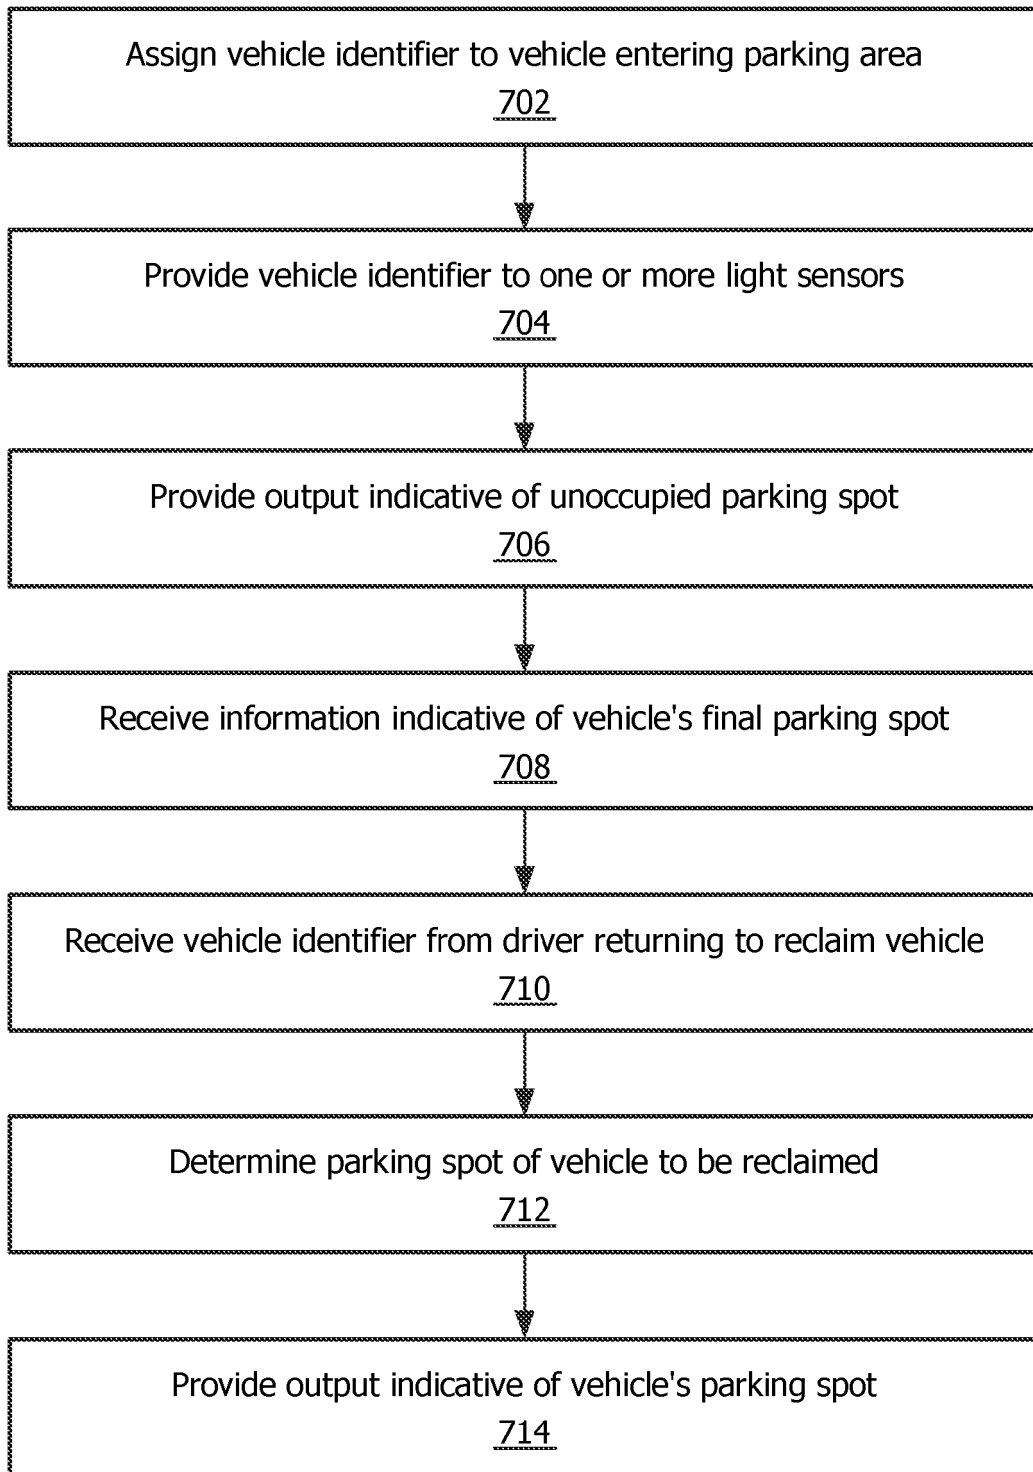 Assign vehicle identifier to vehicle entering parking area
702
Provide vehicle identifier to one or more light sensors
704
Provide output indicative of unoccupied parking spot
706
Receive information indicative of vehicle's final parking spot
708
Receive vehicle identifier from driver returning to reclaim vehicle
710
Determine parking spot of vehicle to be reclaimed
712
Provide output indicative of vehicle's parking spot
714